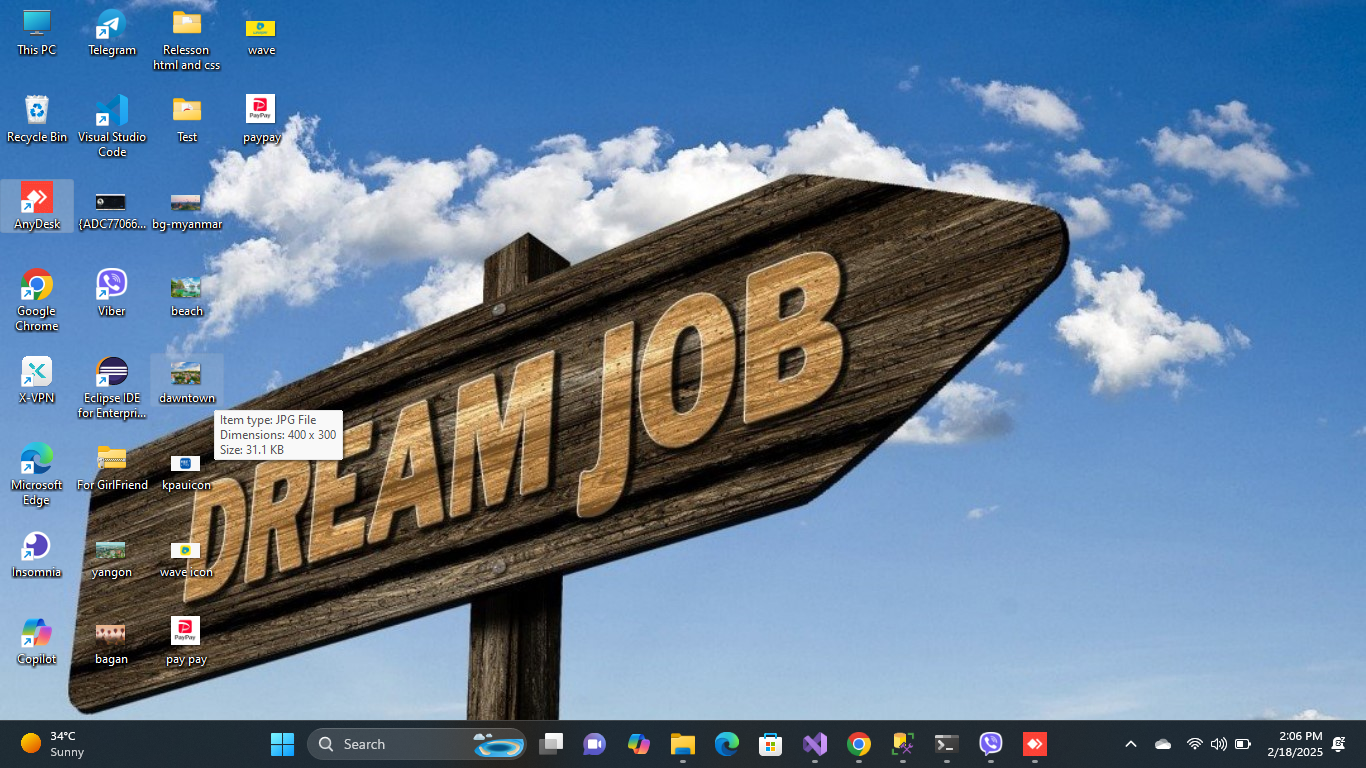 This PC
Telegram
Relesson
html and css
wave
Recycle Bin
Visual Studio
Code
Test
PayPay
paypay
AnyDesk
{ADC77066...
bg-myanmar
Google
Chrome
Viber
beach
X-VPN
Eclipse IDE
for Enterpri...
dawntown
Item type: JPG File
Dimensions: 400 x 300
Size: 31.1 KB
Microsoft
Edge
For GirlFriend
kpauicon
Insomnia
yangon
wave icon
Copilot
bagan
PayPay
pay pay
DREAM JOB
34°C
Sunny
Search
2:06 PM
2/18/2025